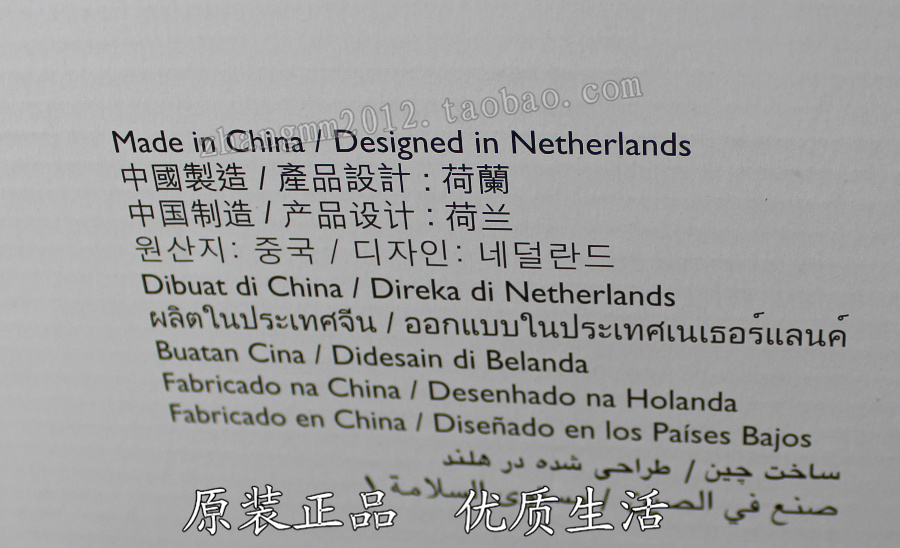 zhangmm2012.taobao.com
Made in China / Designed in Netherlands
中國製造 / 產品設計 : 荷蘭
中国制造 / 产品设计 : 荷兰
원산지: 중국 / 디자인: 네덜란드
Dibuat di China / Direka di Netherlands
ผลิตในประเทศจีน / ออกแบบในประเทศเนเธอร์แลนด์
Buatan Cina / Didesain di Belanda
Fabricado na China / Desenhado na Holanda
Fabricado en China / Diseñado en los Países Bajos
ساخت چین / طراحی شده در هلند
صنع في / السلامة
原装正品 优质生活